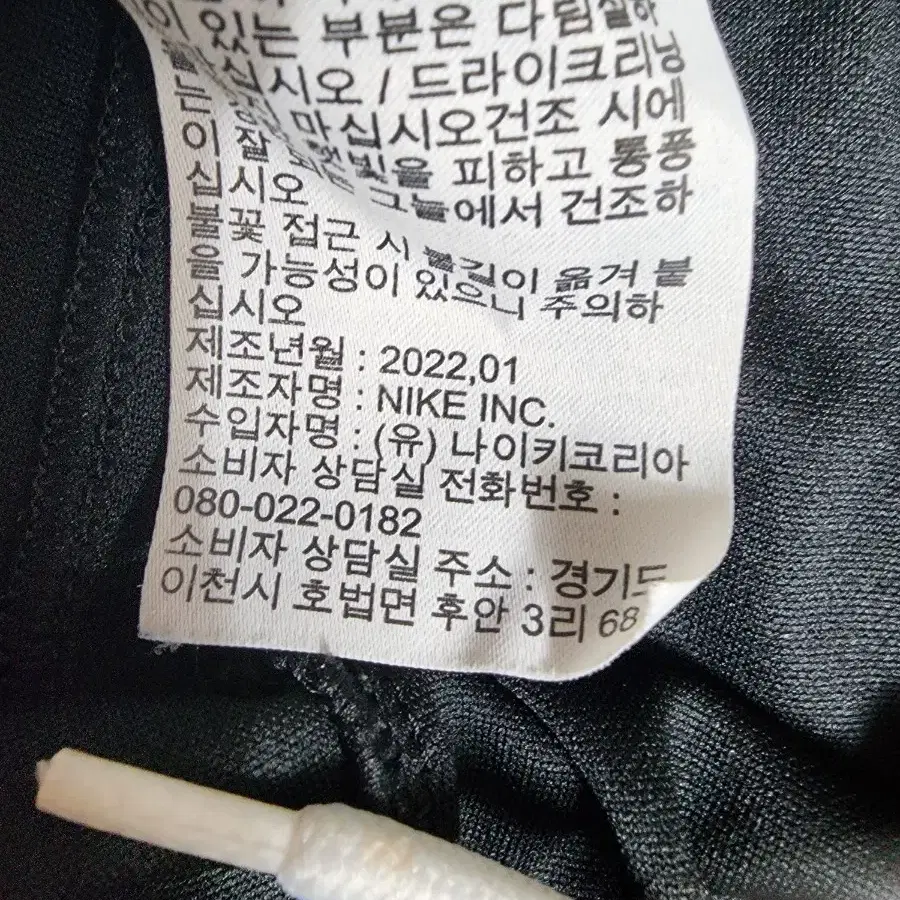 이 있는 부분은 다림질하
십시오 / 드라이크리닝
는 마십시오건조 시에
이 잘 햇빛을 피하고 통풍
십시오 그늘에서 건조하
불꽃 접근 시 불길이 옮겨 붙
을 가능성이 있으니 주의하
십시오
제조년월 : 2022,01
제조자명 : NIKE INC.
수입자명 : (유) 나이키코리아
소비자 상담실 전화번호 :
080-022-0182
소비자 상담실 주소 : 경기도
이천시 호법면 후안 3리 68